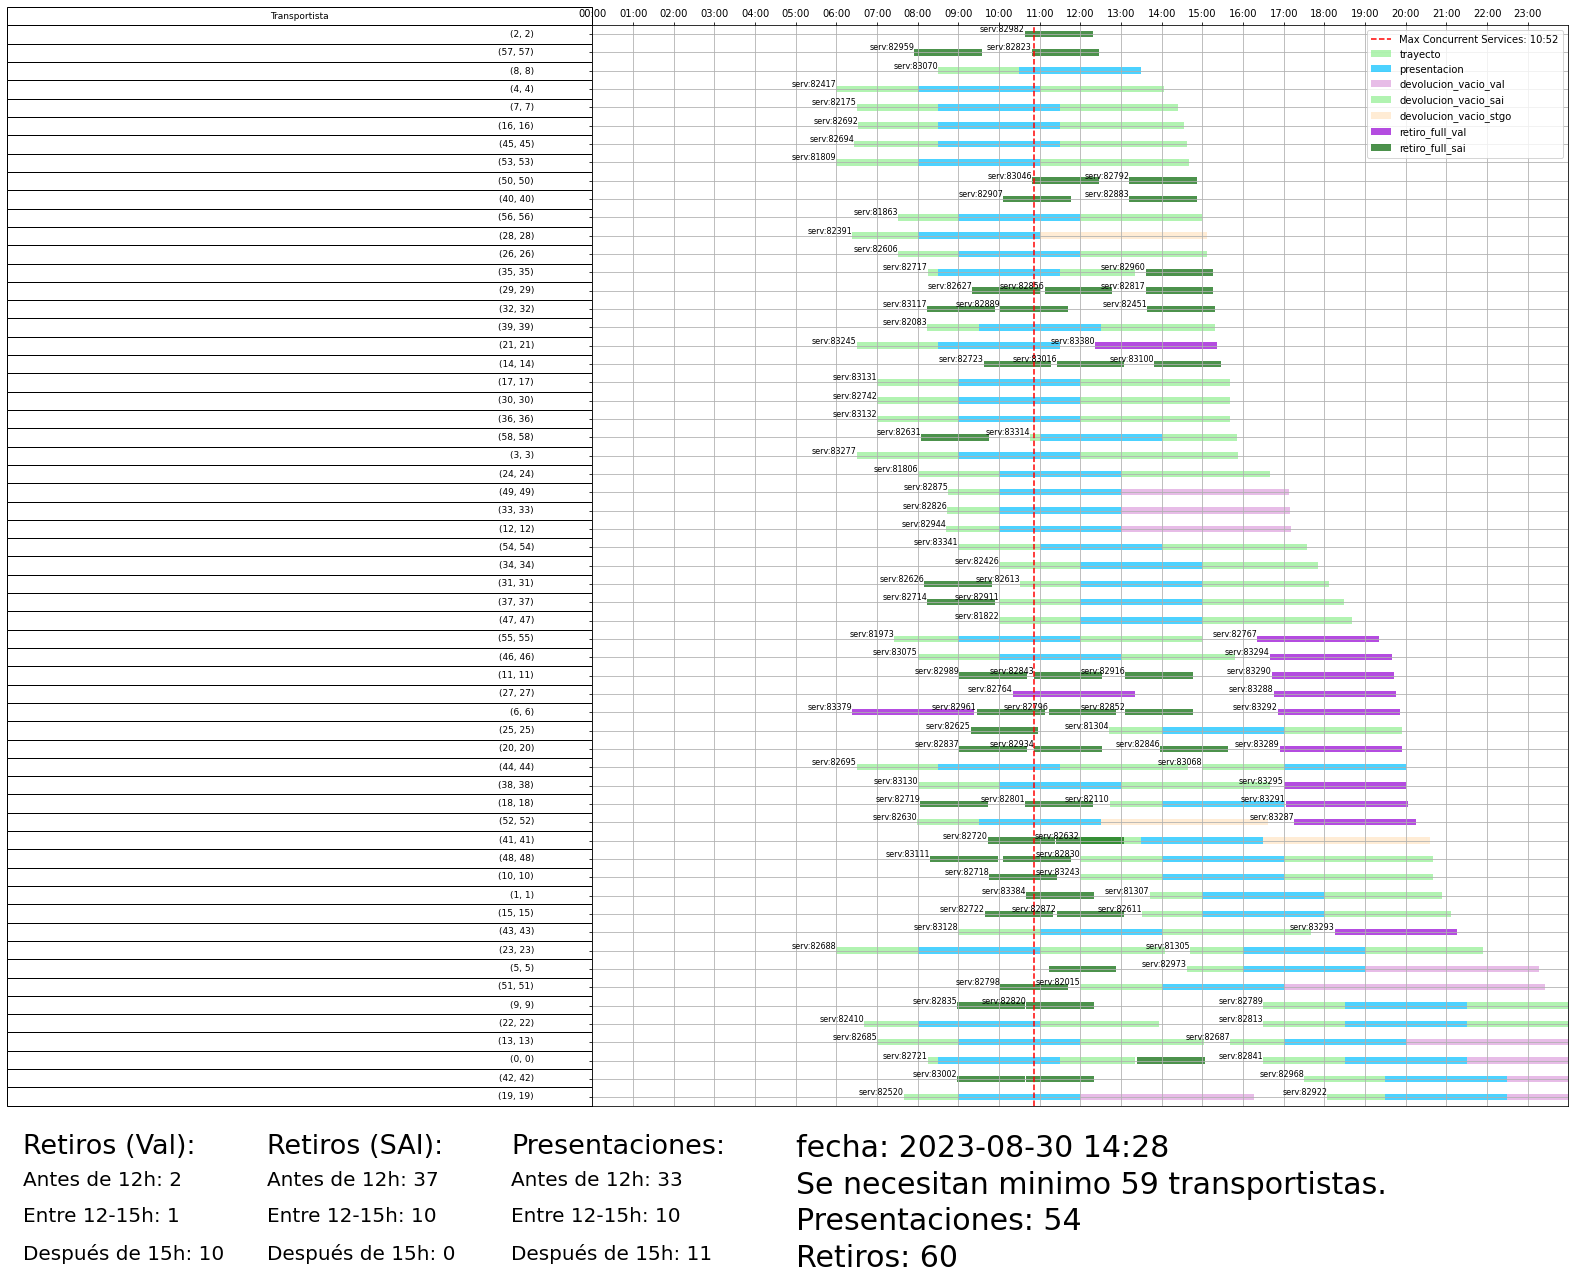 Transportista 00:00 01:00 02:00 03:00 04:00 05:00 06:00 07:00 08:00 09:00 10:00 11:00 12:00 13:00 14:00 15:00 16:00 17:00 18:00 19:00 20:00 21:00 22:00 23:00
Max Concurrent Services: 10:52
trayecto
presentacion
devolucion_vacio_val
devolucion_vacio_sai
devolucion_vacio_stgo
retiro_full_val
retiro_full_sai
(2, 2) serv:82982
(57, 57) serv:82959 serv:82823
(8, 8) serv:83070
(4, 4) serv:82417
(7, 7) serv:82175
(16, 16) serv:82692
(45, 45) serv:82694
(53, 53) serv:81809
(50, 50) serv:83046 serv:82792
(40, 40) serv:82907 serv:82883
(56, 56) serv:81863
(28, 28) serv:82391
(26, 26) serv:82606
(35, 35) serv:82717 serv:82960
(29, 29) serv:82627 serv:82856 serv:82817
(32, 32) serv:83117 serv:82889 serv:82451
(39, 39) serv:82083
(21, 21) serv:83245 serv:83380
(14, 14) serv:82723 serv:83016 serv:83100
(17, 17) serv:83131
(30, 30) serv:82742
(36, 36) serv:83132
(58, 58) serv:82631 serv:83314
(3, 3) serv:83277
(24, 24) serv:81806
(49, 49) serv:82875
(33, 33) serv:82826
(12, 12) serv:82944
(54, 54) serv:83341
(34, 34) serv:82426
(31, 31) serv:82626 serv:82613
(37, 37) serv:82714 serv:82911
(47, 47) serv:81822
(55, 55) serv:81973 serv:82767
(46, 46) serv:83075 serv:83294
(11, 11) serv:82989 serv:82843 serv:82916 serv:83290
(27, 27) serv:82764 serv:83288
(6, 6) serv:83379 serv:82961 serv:82796 serv:82852 serv:83292
(25, 25) serv:82625 serv:81304
(20, 20) serv:82837 serv:82934 serv:82846 serv:83289
(44, 44) serv:82695 serv:83068
(38, 38) serv:83130 serv:83295
(18, 18) serv:82719 serv:82801 serv:82110 serv:83291
(52, 52) serv:82630 serv:83287
(41, 41) serv:82720 serv:82632
(48, 48) serv:83111 serv:82830
(10, 10) serv:82718 serv:83243
(1, 1) serv:83384 serv:81307
(15, 15) serv:82722 serv:82872 serv:82611
(43, 43) serv:83128 serv:83293
(23, 23) serv:82688 serv:81305
(5, 5) serv:82973
(51, 51) serv:82798 serv:82015
(9, 9) serv:82835 serv:82820 serv:82789
(22, 22) serv:82410 serv:82813
(13, 13) serv:82685 serv:82687
(0, 0) serv:82721 serv:82841
(42, 42) serv:83002 serv:82968
(19, 19) serv:82520 serv:82922
Retiros (Val):
Antes de 12h: 2
Entre 12-15h: 1
Después de 15h: 10
Retiros (SAI):
Antes de 12h: 37
Entre 12-15h: 10
Después de 15h: 0
Presentaciones:
Antes de 12h: 33
Entre 12-15h: 10
Después de 15h: 11
fecha: 2023-08-30 14:28
Se necesitan minimo 59 transportistas.
Presentaciones: 54
Retiros: 60